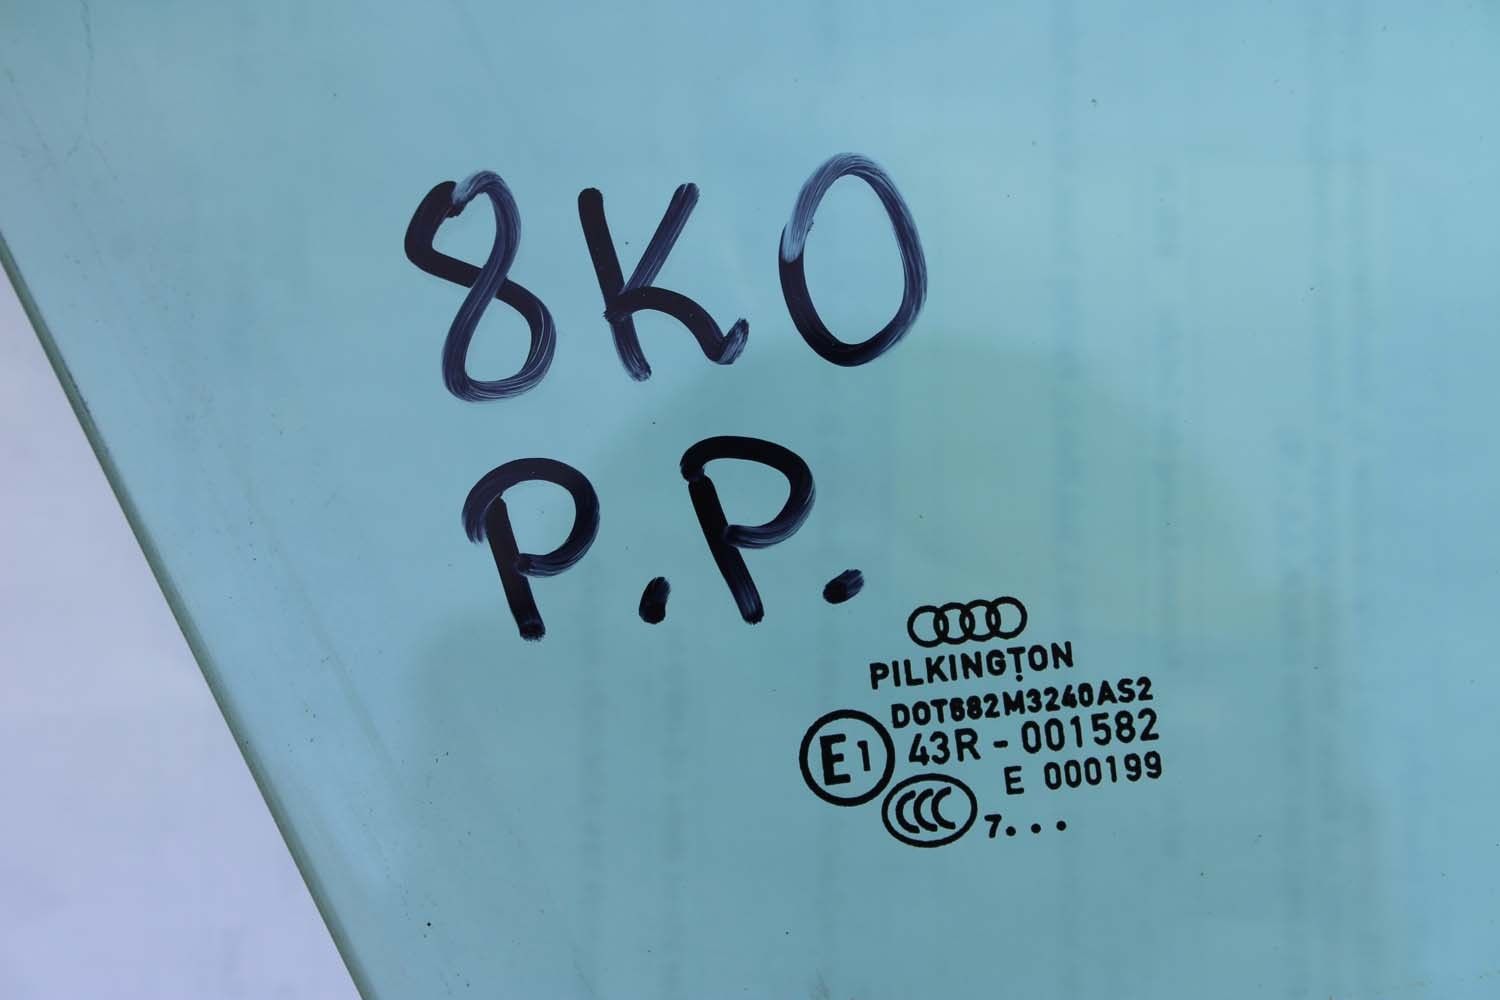 8KO
P.P.
PILKINGTON
DOT682M3240AS2
E1 43R - 001582
E 000199
CCC 7...